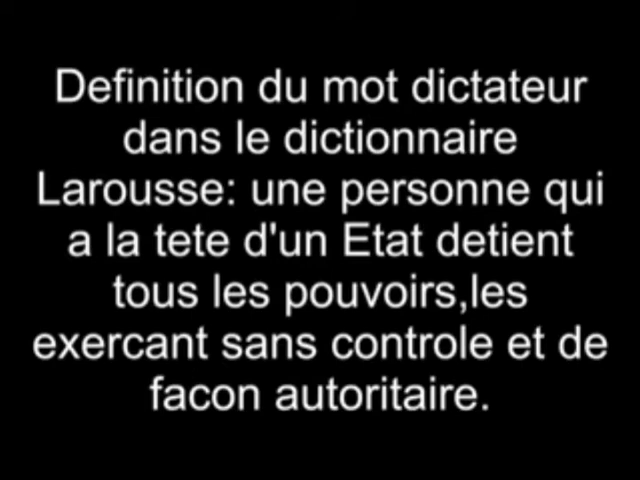 Definition du mot dictateur
dans le dictionnaire
Larousse: une personne qui
a la tete d'un Etat detient
tous les pouvoirs,les
exercant sans controle et de
facon autoritaire.